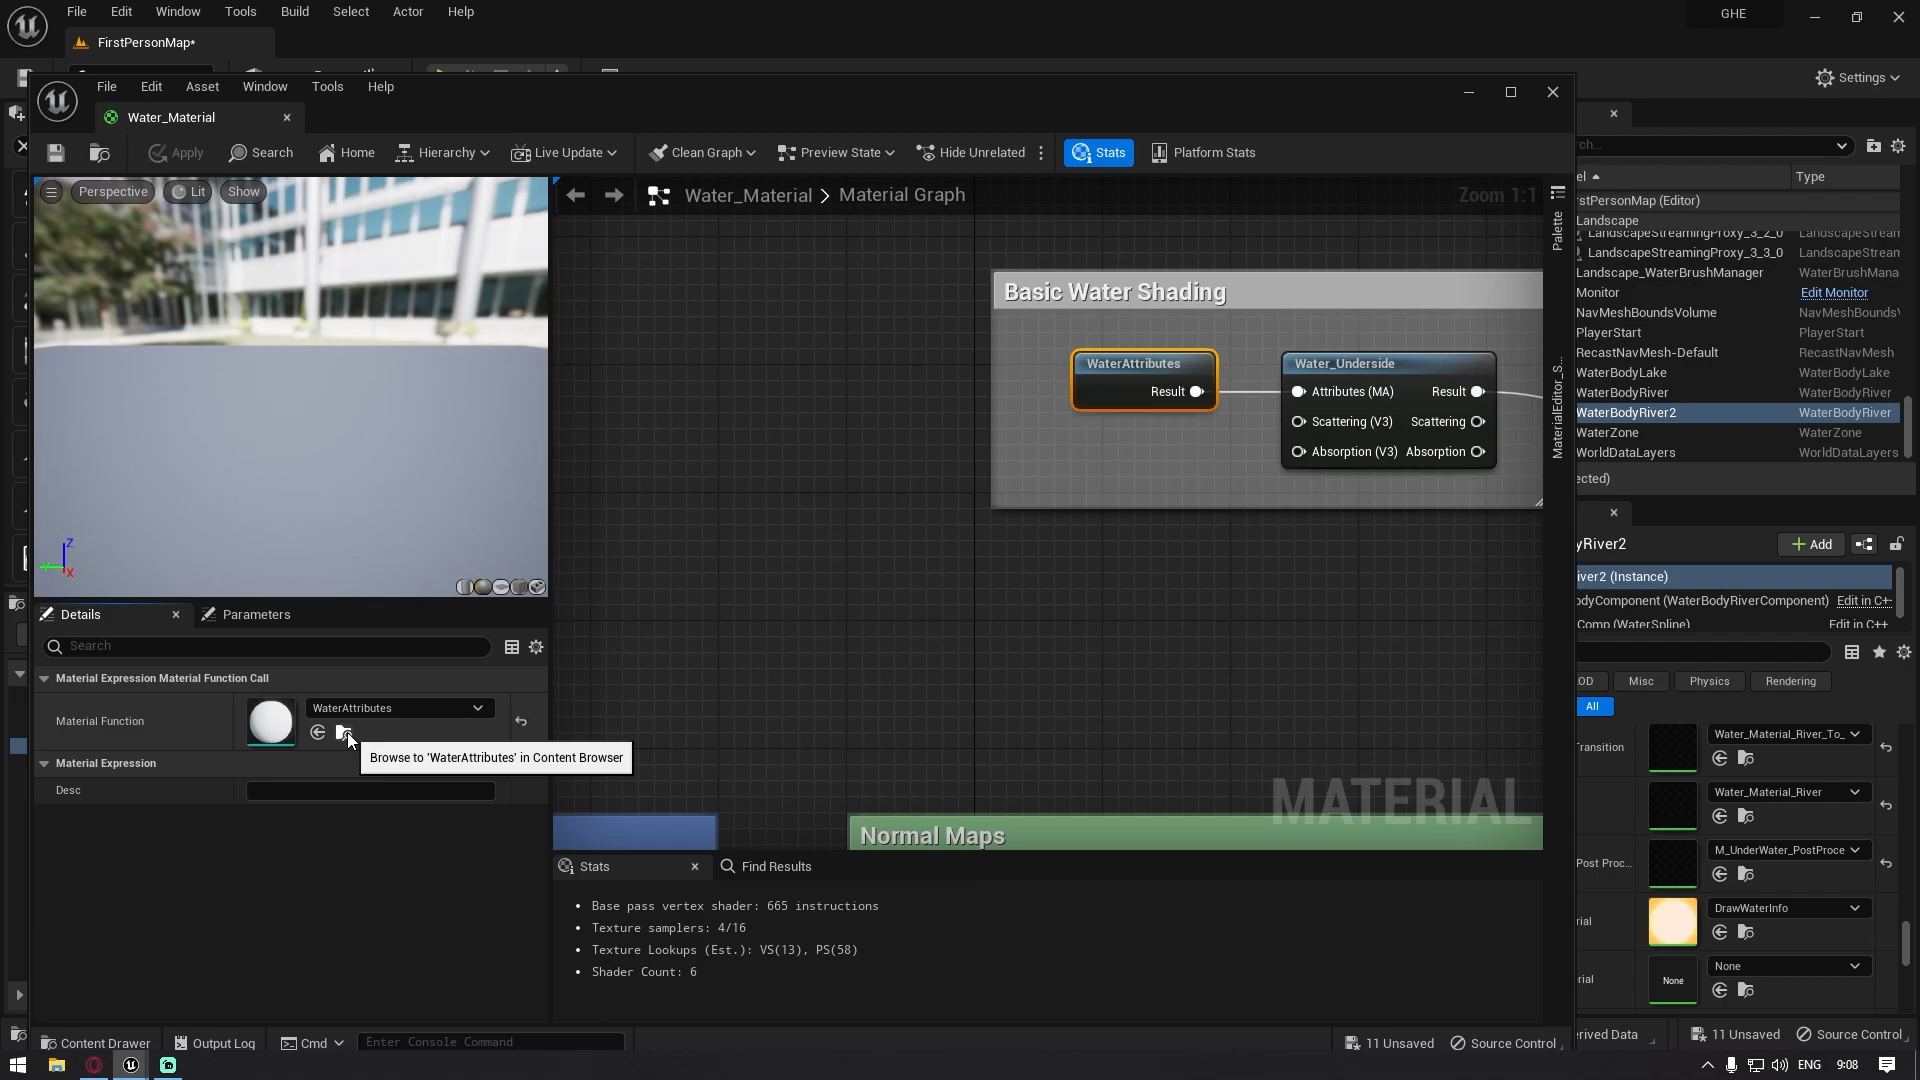 File Edit Window Tools Build Select Actor Help
GHE
FirstPersonMap*
Settings
File Edit Asset Window Tools Help
Water_Material
Apply Search Home Hierarchy Live Update Clean Graph Preview State Hide Unrelated Stats Platform Stats
Perspective Lit Show
Water_Material > Material Graph
Zoom 1:1
Palette
MaterialEditor_S...
Basic Water Shading
WaterAttributes
Result
Water_Underside
Attributes (MA) Result
Scattering (V3) Scattering
Absorption (V3) Absorption
MATERIAL
Normal Maps
Details Parameters
Search
Material Expression Material Function Call
Material Function
WaterAttributes
Browse to 'WaterAttributes' in Content Browser
Material Expression
Desc
Stats Find Results
Base pass vertex shader: 665 instructions
Texture samplers: 4/16
Texture Lookups (Est.): VS(13), PS(58)
Shader Count: 6
Content Drawer Output Log Cmd Enter Console Command 11 Unsaved Source Control
rch...
el Type
rstPersonMap (Editor)
Landscape
LandscapeStreamingProxy_3_2_0 LandscapeStream
LandscapeStreamingProxy_3_3_0 LandscapeStream
Landscape_WaterBrushManager WaterBrushMana
Monitor Edit Monitor
NavMeshBoundsVolume NavMeshBoundsV
PlayerStart PlayerStart
RecastNavMesh-Default RecastNavMesh
WaterBodyLake WaterBodyLake
WaterBodyRiver WaterBodyRiver
WaterBodyRiver2 WaterBodyRiver
WaterZone WaterZone
WorldDataLayers WorldDataLayers
ected)
yRiver2
Add
iver2 (Instance)
odyComponent (WaterBodyRiverComponent) Edit in C+
Comp (WaterSpline) Edit in C++
OD Misc Physics Rendering
All
Transition
Water_Material_River_To_
Water_Material_River
Post Proc...
M_UnderWater_PostProce
rial
DrawWaterInfo
rial
None
None
erived Data 11 Unsaved Source Control
ENG 9:08